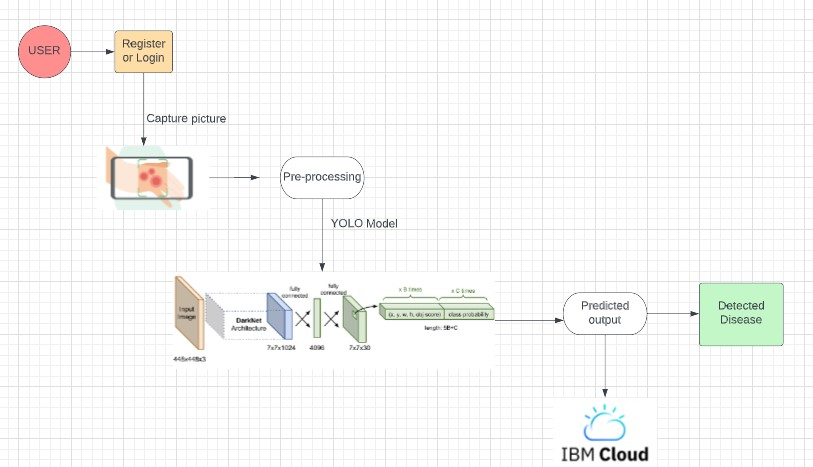 USER
Register
or Login
Capture picture
Pre-processing
YOLO Model
Input
Image
448x448x3
DarkNet
Architecture
7x7x1024
fully
connected
4096
fully
connected
7x7x30
x B times
x C times
(x, y, w, h, obj score)
class probability
length: 5B+C
Predicted
output
Detected
Disease
IBM Cloud